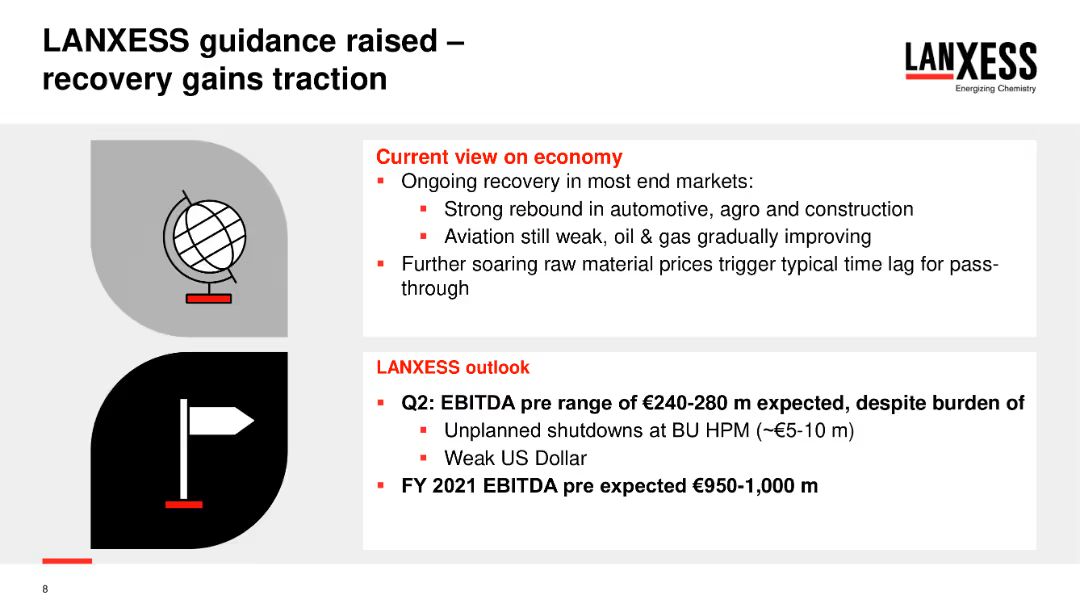 LANXESS guidance raised –
recovery gains traction
LANXESS
Energizing Chemistry
Current view on economy
▪ Ongoing recovery in most end markets:
▪ Strong rebound in automotive, agro and construction
▪ Aviation still weak, oil & gas gradually improving
▪ Further soaring raw material prices trigger typical time lag for pass-
through
LANXESS outlook
▪ Q2: EBITDA pre range of €240-280 m expected, despite burden of
▪ Unplanned shutdowns at BU HPM (~€5-10 m)
▪ Weak US Dollar
▪ FY 2021 EBITDA pre expected €950-1,000 m
8